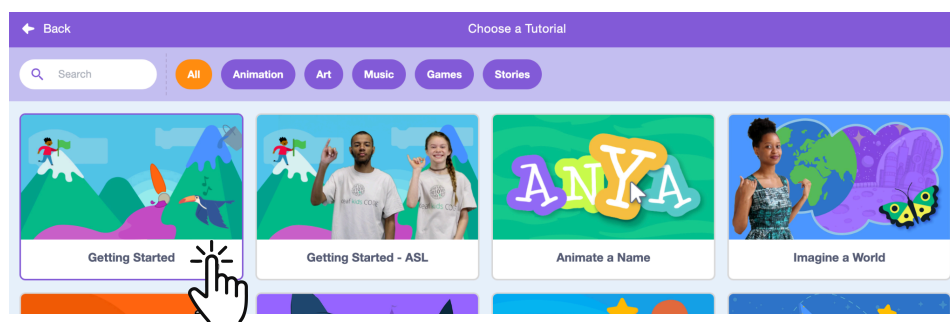 Back
Choose a Tutorial
Search
All
Animation
Art
Music
Games
Stories
ANYA
Getting Started
Getting Started - ASL
Animate a Name
Imagine a World